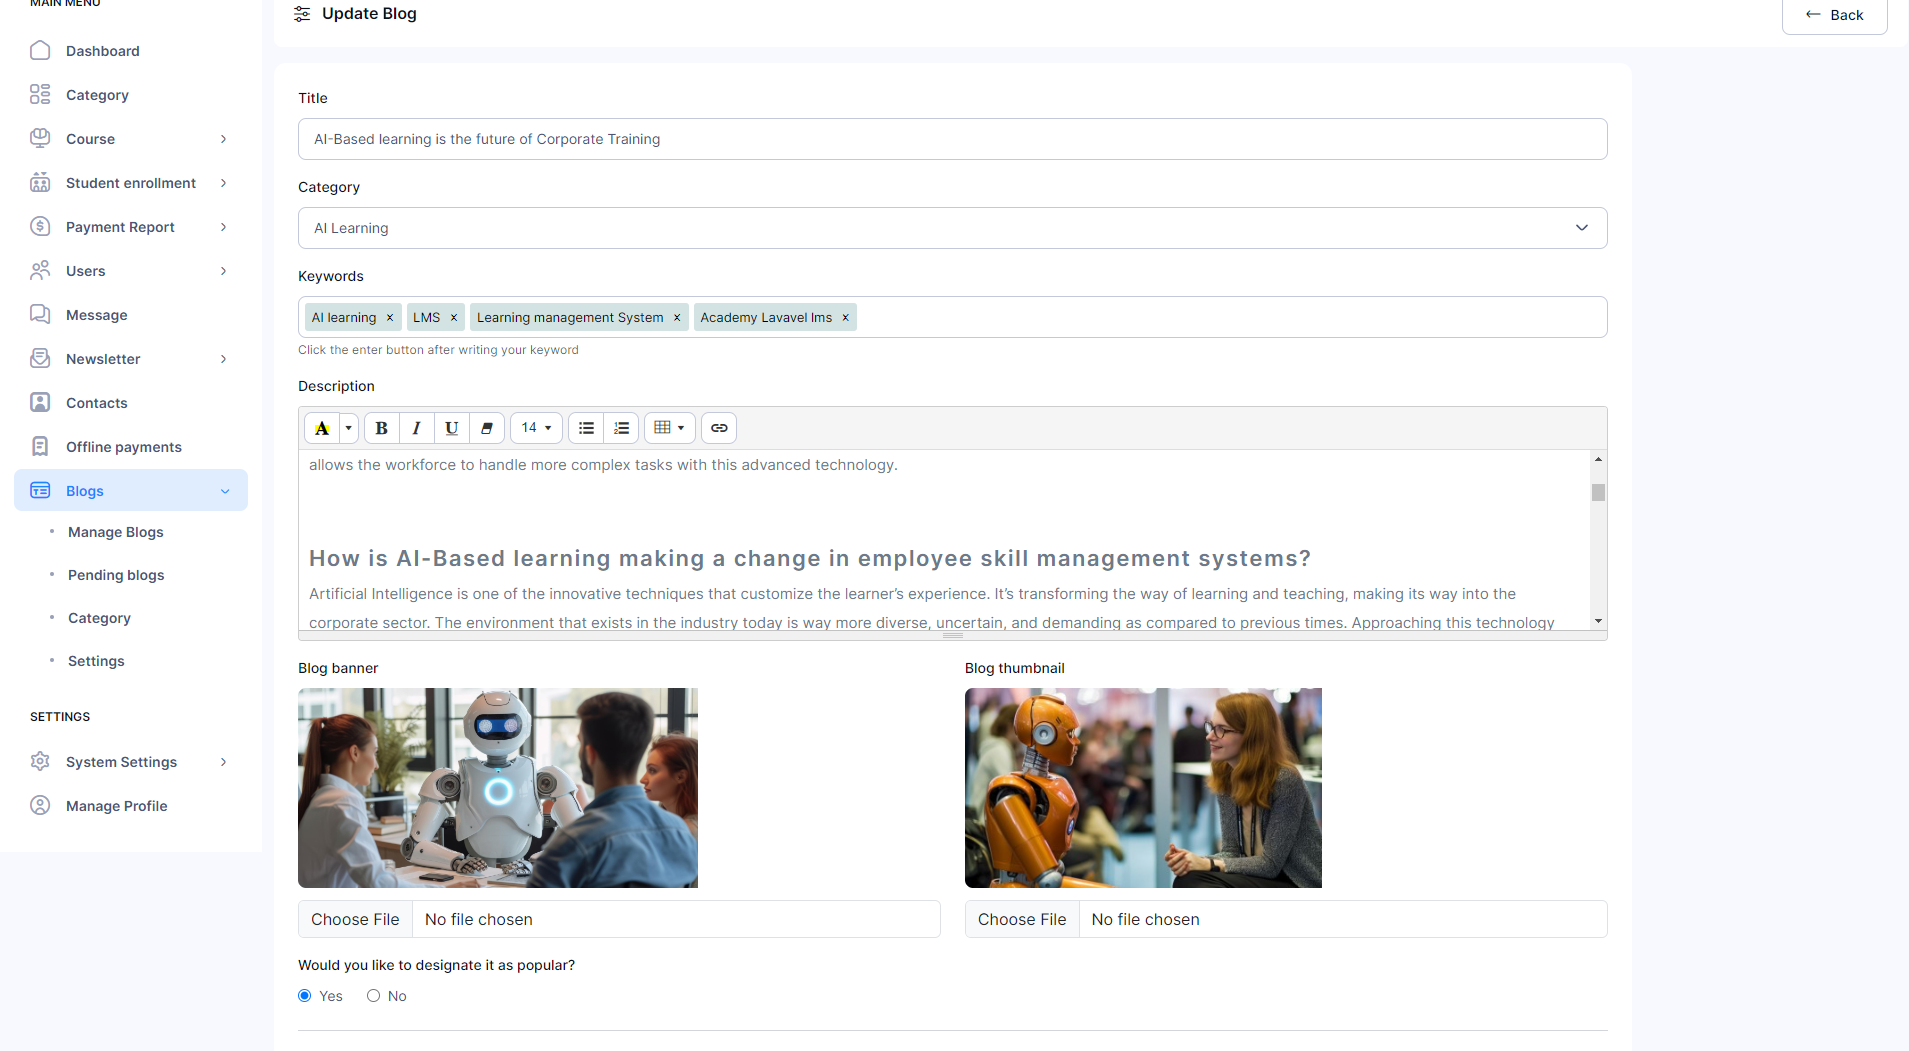 MAIN MENU
Dashboard
Category
Course
Student enrollment
Payment Report
Users
Message
Newsletter
Contacts
Offline payments
Blogs
Manage Blogs
Pending blogs
Category
Settings
SETTINGS
System Settings
Manage Profile
Update Blog
Back
Title
AI-Based learning is the future of Corporate Training
Category
AI Learning
Keywords
AI learning × LMS × Learning management System × Academy Lavavel lms ×
Click the enter button after writing your keyword
Description
A B I U 14
allows the workforce to handle more complex tasks with this advanced technology.
How is AI-Based learning making a change in employee skill management systems?
Artificial Intelligence is one of the innovative techniques that customize the learner’s experience. It’s transforming the way of learning and teaching, making its way into the
corporate sector. The environment that exists in the industry today is way more diverse, uncertain, and demanding as compared to previous times. Approaching this technology
Blog banner
Choose File No file chosen
Blog thumbnail
Choose File No file chosen
Would you like to designate it as popular?
Yes No